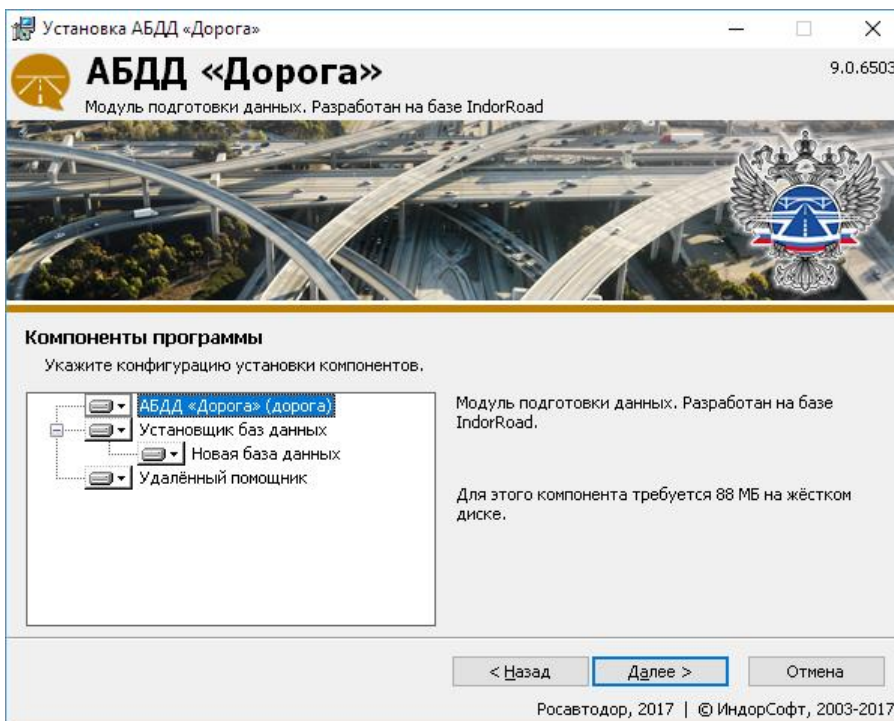 Установка АБДД «Дорога»
АБДД «Дорога»
9.0.6503
Модуль подготовки данных. Разработан на базе IndorRoad
Компоненты программы
Укажите конфигурацию установки компонентов.
АБДД «Дорога» (дорога)
Установщик баз данных
Новая база данных
Удалённый помощник
Модуль подготовки данных. Разработан на базе
IndorRoad.
Для этого компонента требуется 88 МБ на жёстком
диске.
< Назад
Далее >
Отмена
Росавтодор, 2017 | © ИндорСофт, 2003-2017